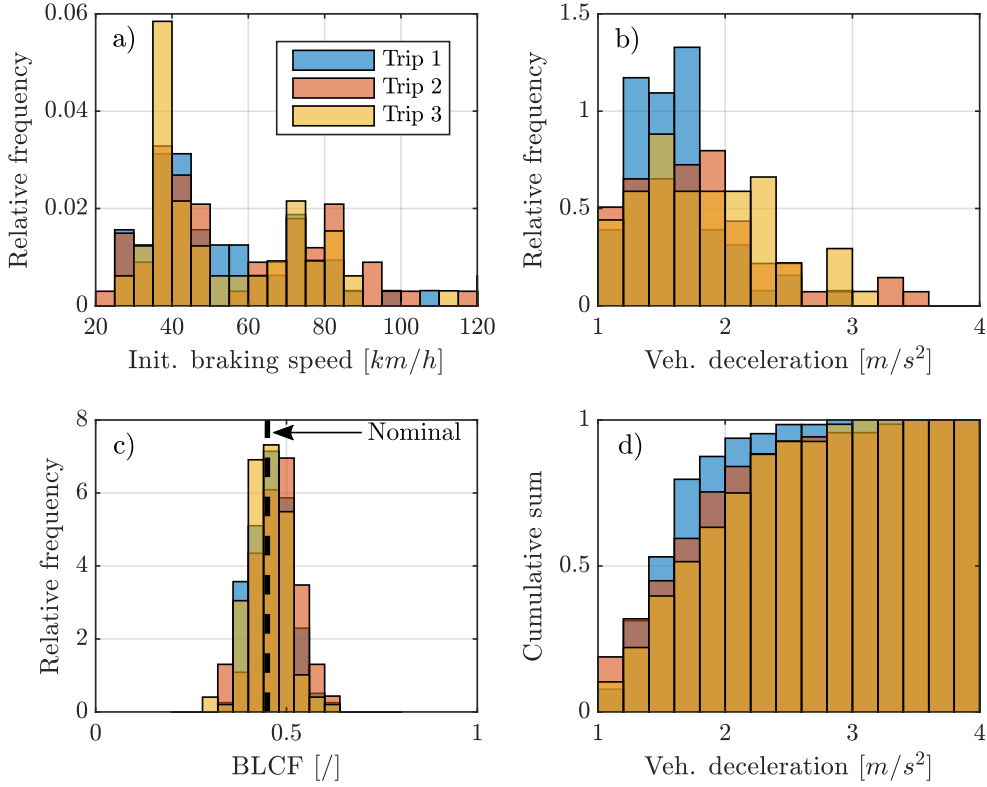 a)
Relative frequency
0.06
0.04
0.02
0
20
40
60
80
100
120
Init. braking speed [km/h]
Trip 1
Trip 2
Trip 3
b)
Relative frequency
1.5
1
0.5
0
1
2
3
4
Veh. deceleration [m/s²]
c)
Relative frequency
8
6
4
2
0
0
0.5
1
BLCF [/]
Nominal
d)
Cumulative sum
1
0.5
0
1
2
3
4
Veh. deceleration [m/s²]